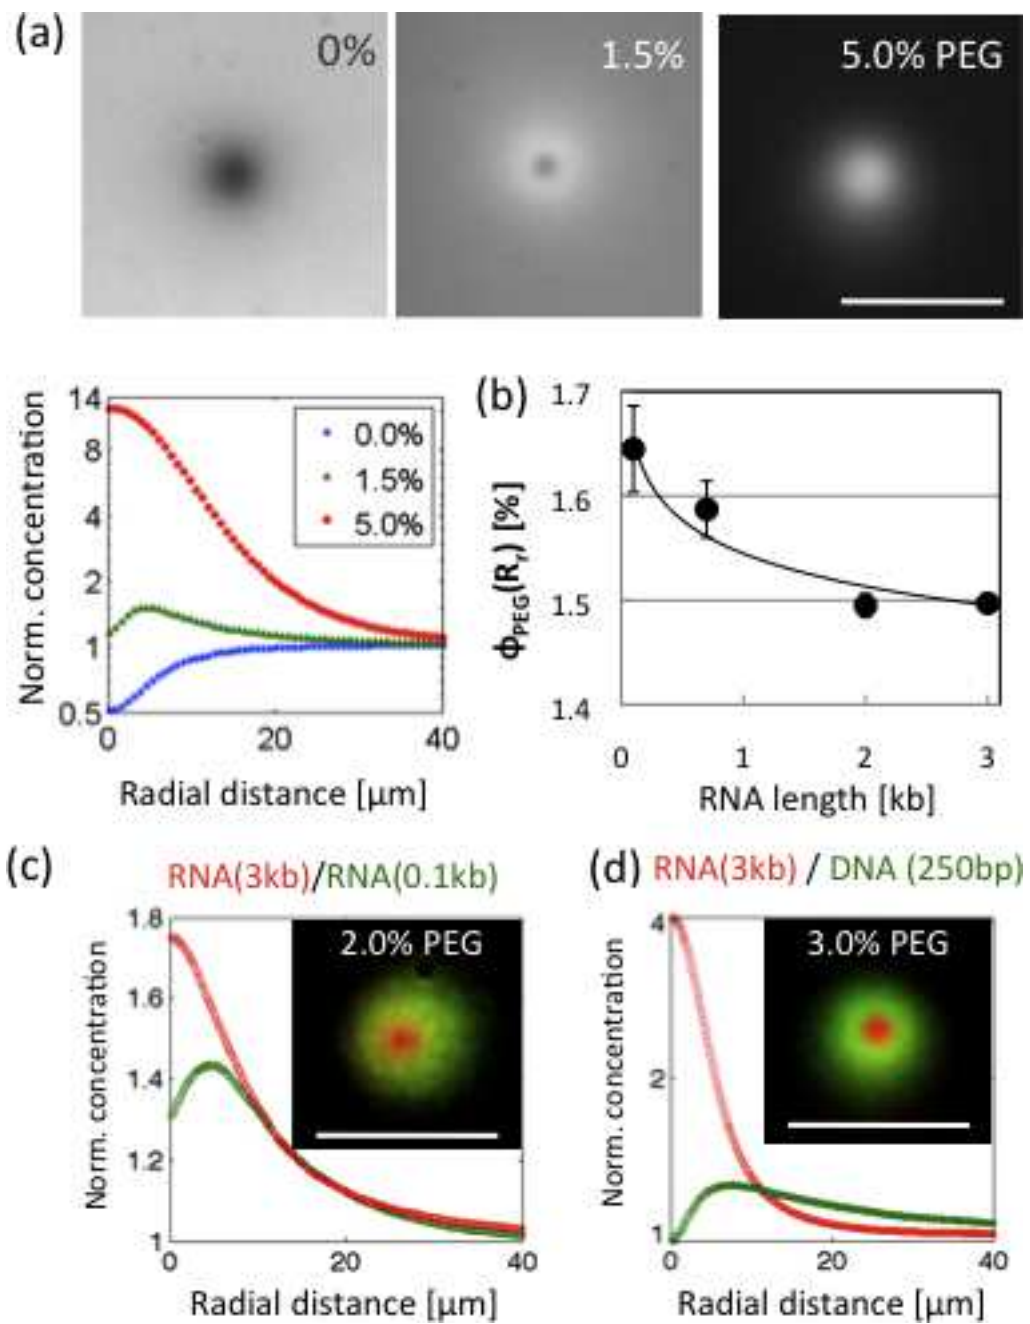 (a)
0%
1.5%
5.0% PEG
Norm. concentration
14
8
4
2
1
0.5
0
20
40
Radial distance [μm]
0.0%
1.5%
5.0%
(b)
ϕPEG(Rr) [%]
1.7
1.6
1.5
1.4
0
1
2
3
RNA length [kb]
(c)
RNA(3kb)/RNA(0.1kb)
Norm. concentration
1.8
1.6
1.4
1.2
1
0
20
40
Radial distance [μm]
2.0% PEG
(d)
RNA(3kb) / DNA (250bp)
Norm. concentration
4
2
1
0
20
40
Radial distance [μm]
3.0% PEG